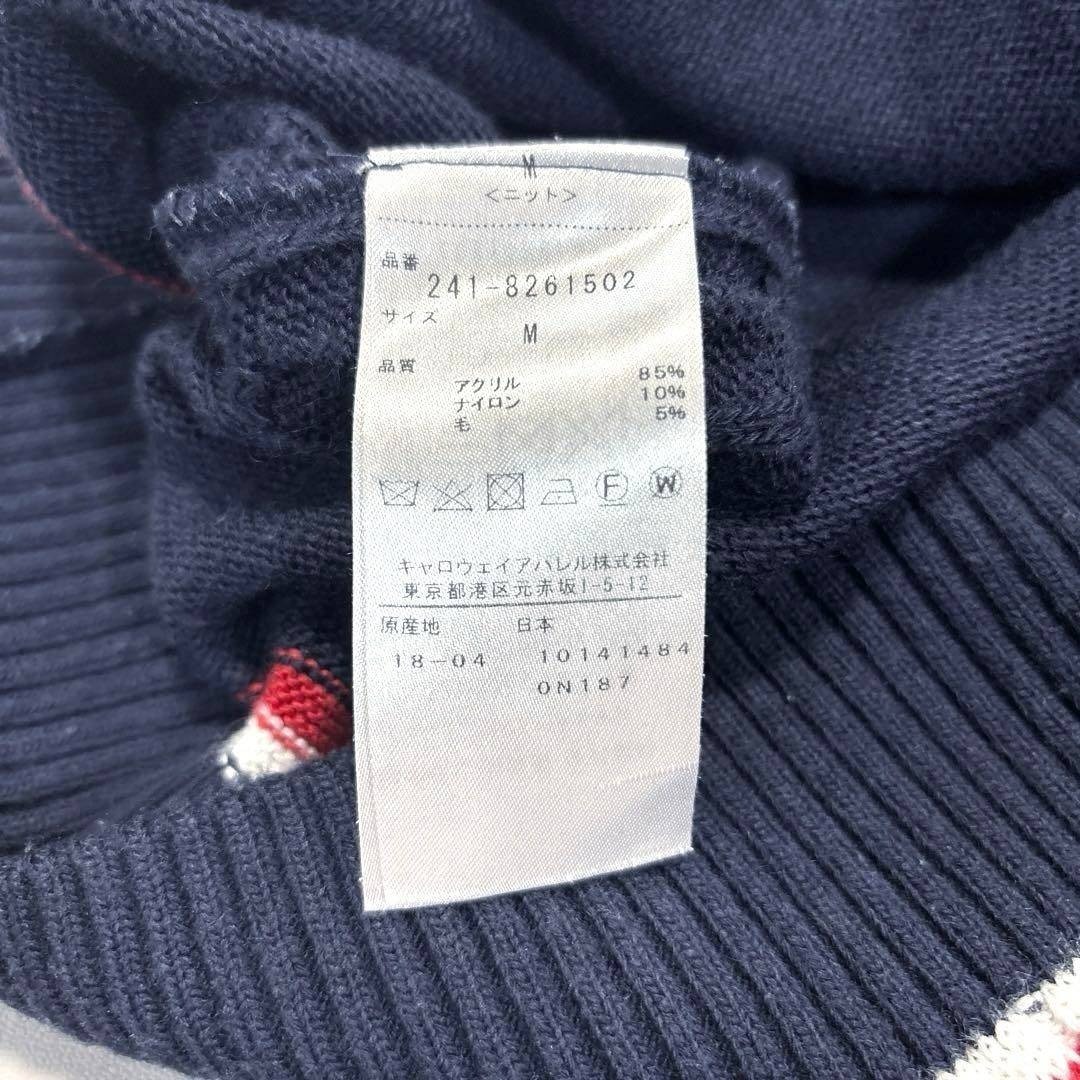 M
<ニット>
品番
241-8261502
サイズ
M
品質
アクリル 85%
ナイロン 10%
毛 5%
F W
キャロウェイアパレル株式会社
東京都港区元赤坂1-5-12
原産地 日本
18-04 10141484
0N187